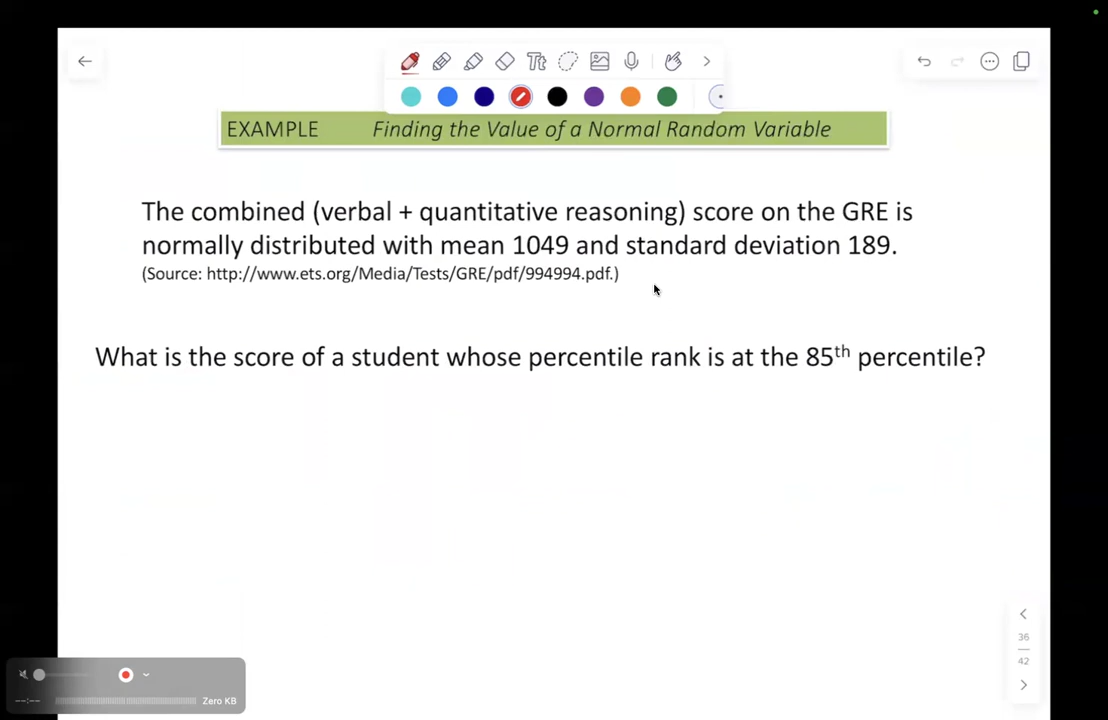 Tt
EXAMPLE Finding the Value of a Normal Random Variable
The combined (verbal + quantitative reasoning) score on the GRE is
normally distributed with mean 1049 and standard deviation 189.
(Source: http://www.ets.org/Media/Tests/GRE/pdf/994994.pdf.)
What is the score of a student whose percentile rank is at the 85th percentile?
36
42
--:--
Zero KB